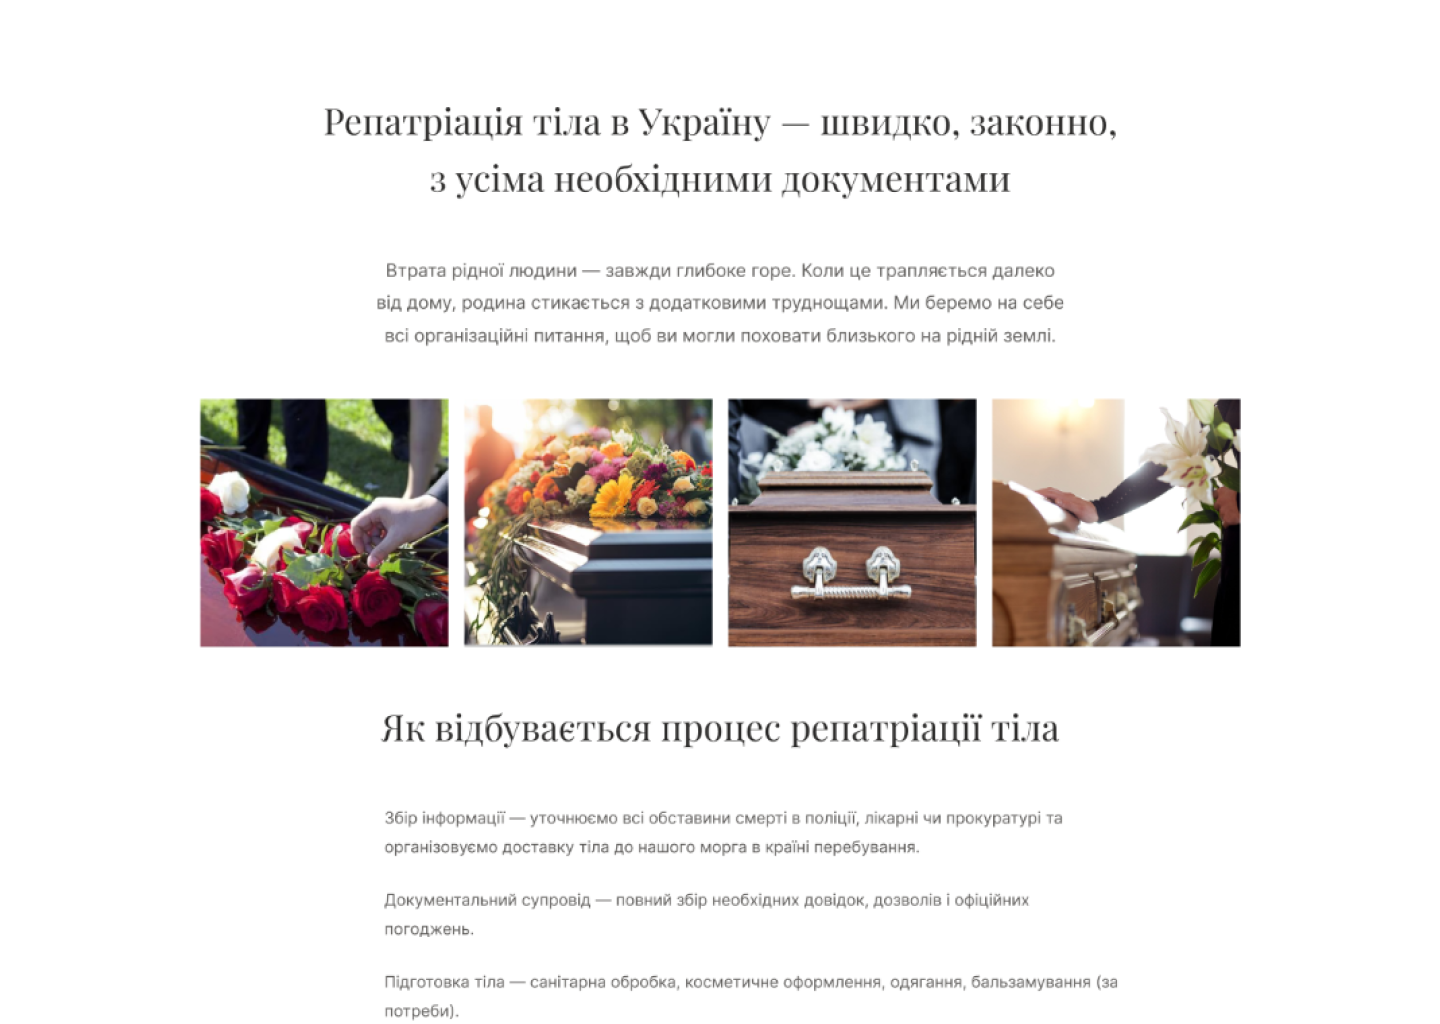 Репатріація тіла в Україну — швидко, законно,
з усіма необхідними документами
Втрата рідної людини — завжди глибоке горе. Коли це трапляється далеко
від дому, родина стикається з додатковими труднощами. Ми беремо на себе
всі організаційні питання, щоб ви могли поховати близького на рідній землі.
Як відбувається процес репатріації тіла
Збір інформації — уточнюємо всі обставини смерті в поліції, лікарні чи прокуратурі та
організовуємо доставку тіла до нашого морга в країні перебування.
Документальний супровід — повний збір необхідних довідок, дозволів і офіційних
погоджень.
Підготовка тіла — санітарна обробка, косметичне оформлення, одягання, бальзамування (за
потреби).